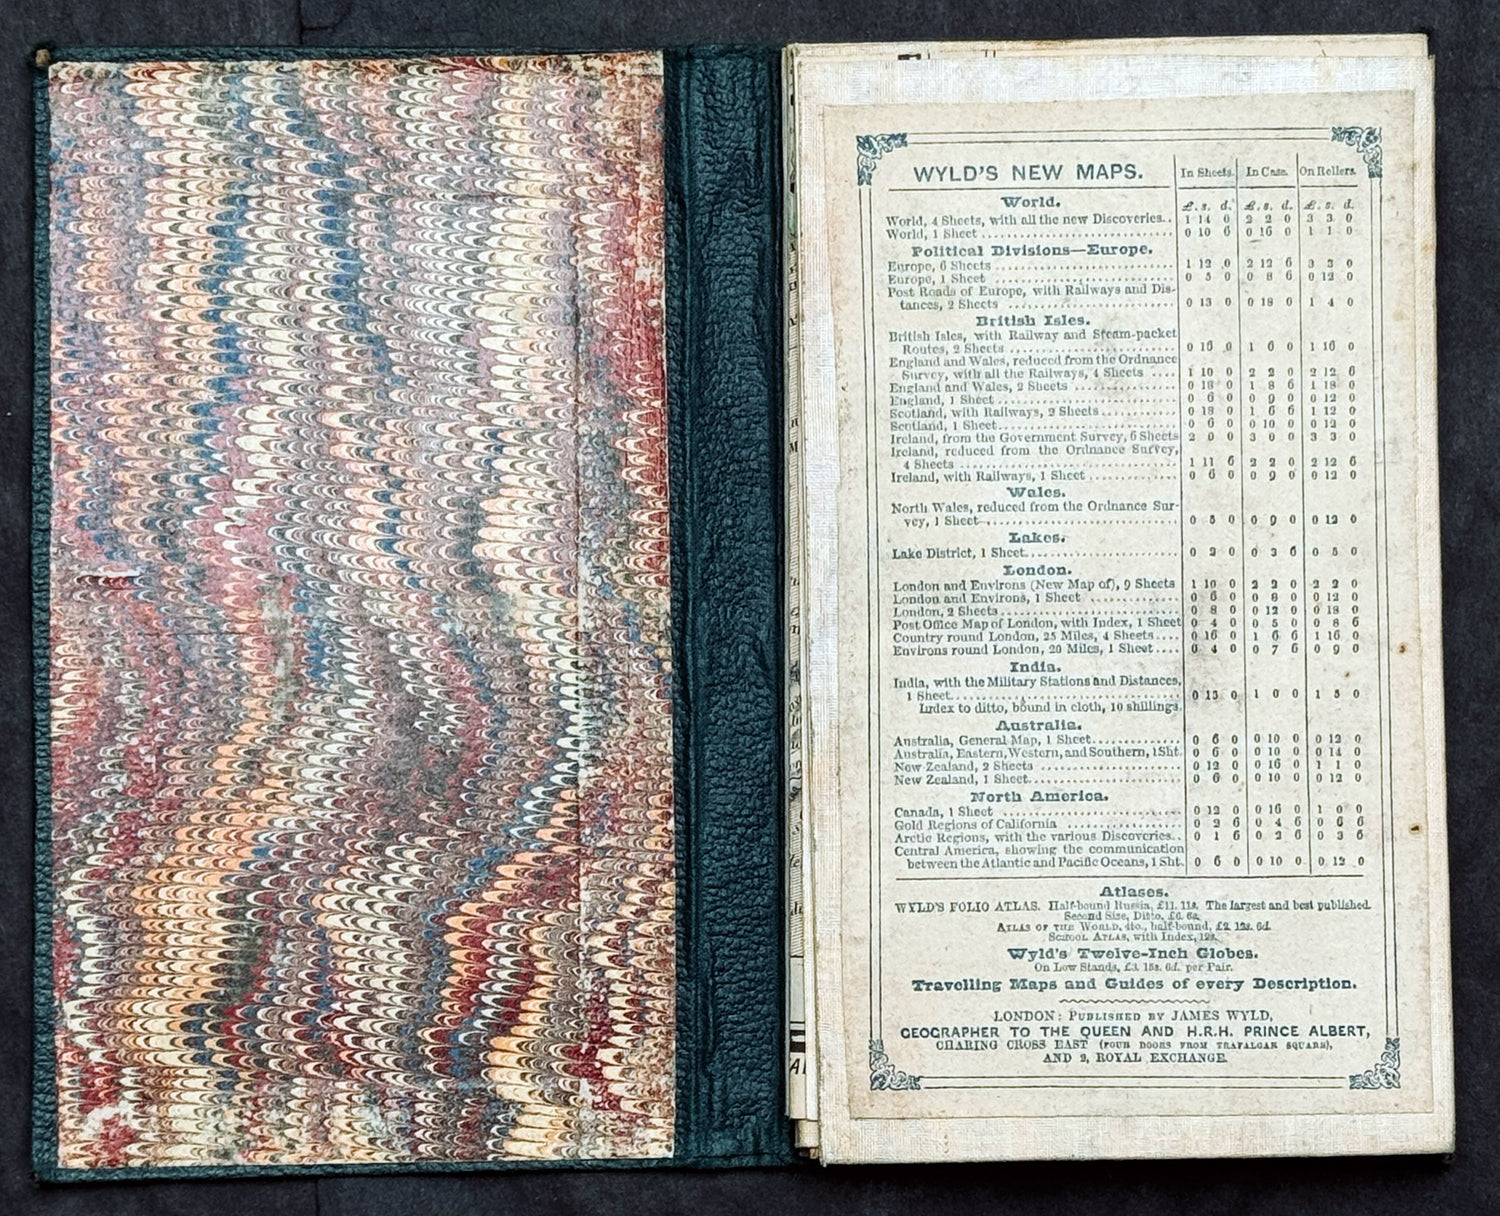 WYLD'S NEW MAPS. In Sheets. In Case. On Rollers.
World. £. s. d. £. s. d. £. s. d.
World, 4 Sheets, with all the new Discoveries.. 1 14 0 2 2 0 3 3 0
World, 1 Sheet 0 10 6 0 16 0 1 1 0
Political Divisions—Europe.
Europe, 6 Sheets 1 12 0 2 12 6 3 3 0
Europe, 1 Sheet 0 5 0 0 8 6 0 12 0
Post Roads of Europe, with Railways and Dis-
tances, 2 Sheets 0 13 0 0 18 0 1 4 0
British Isles.
British Isles, with Railway and Steam-packet
Routes, 2 Sheets 0 16 0 1 6 0 1 16 0
England and Wales, reduced from the Ordnance
Survey, with all the Railways, 4 Sheets 1 10 0 2 2 0 2 12 6
England and Wales, 2 Sheets 0 18 0 1 8 6 1 18 0
England, 1 Sheet 0 6 0 0 9 0 0 12 0
Scotland, with Railways, 2 Sheets 0 18 0 1 6 6 1 12 0
Scotland, 1 Sheet 0 6 0 0 10 0 0 12 0
Ireland, from the Government Survey, 6 Sheets 2 0 0 3 0 0 3 3 0
Ireland, reduced from the Ordnance Survey,
4 Sheets 1 11 6 2 2 0 2 12 6
Ireland, with Railways, 1 Sheet 0 6 0 0 9 0 0 12 0
Wales.
North Wales, reduced from the Ordnance Sur-
vey, 1 Sheet 0 5 0 0 9 0 0 12 0
Lakes.
Lake District, 1 Sheet 0 2 0 0 3 6 0 5 0
London.
London and Environs (New Map of), 9 Sheets 1 10 0 2 2 0 2 2 0
London and Environs, 1 Sheet 0 6 0 0 8 0 0 12 0
London, 2 Sheets 0 8 0 0 12 0 0 18 0
Post Office Map of London, with Index, 1 Sheet 0 4 0 0 5 0 0 8 6
Country round London, 25 Miles, 4 Sheets 0 16 0 1 6 6 1 16 0
Environs round London, 20 Miles, 1 Sheet 0 4 0 0 7 6 0 9 0
India.
India, with the Military Stations and Distances,
1 Sheet 0 15 0 1 0 0 1 5 0
Index to ditto, bound in cloth, 10 shillings.
Australia.
Australia, General Map, 1 Sheet 0 6 0 0 10 0 0 12 0
Australia, Eastern, Western, and Southern, 1 Sht. 0 6 0 0 10 0 0 14 0
New Zealand, 2 Sheets 0 12 0 0 16 0 1 1 0
New Zealand, 1 Sheet 0 6 0 0 10 0 0 12 0
North America.
Canada, 1 Sheet 0 12 0 0 16 0 1 0 0
Gold Regions of California 0 2 6 0 4 6 0 6 6
Arctic Regions, with the various Discoveries.. 0 1 6 0 2 6 0 3 6
Central America, showing the communication
between the Atlantic and Pacific Oceans, 1 Sht. 0 6 0 0 10 0 0 12 0
Atlases.
WYLD'S FOLIO ATLAS. Half-bound Russia, £11. 11s. The largest and best published.
Second Size, Ditto, £6. 6s.
ATLAS OF THE WORLD, 4to., half-bound, £2. 12s. 6d.
SCHOOL ATLAS, with Index, 12s.
Wyld's Twelve-Inch Globes.
On Low Stands, £3. 15s. 6d. per Pair.
Travelling Maps and Guides of every Description.
LONDON: PUBLISHED BY JAMES WYLD,
GEOGRAPHER TO THE QUEEN AND H.R.H. PRINCE ALBERT,
CHARING CROSS EAST (FOUR DOORS FROM TRAFALGAR SQUARE),
AND 2, ROYAL EXCHANGE.